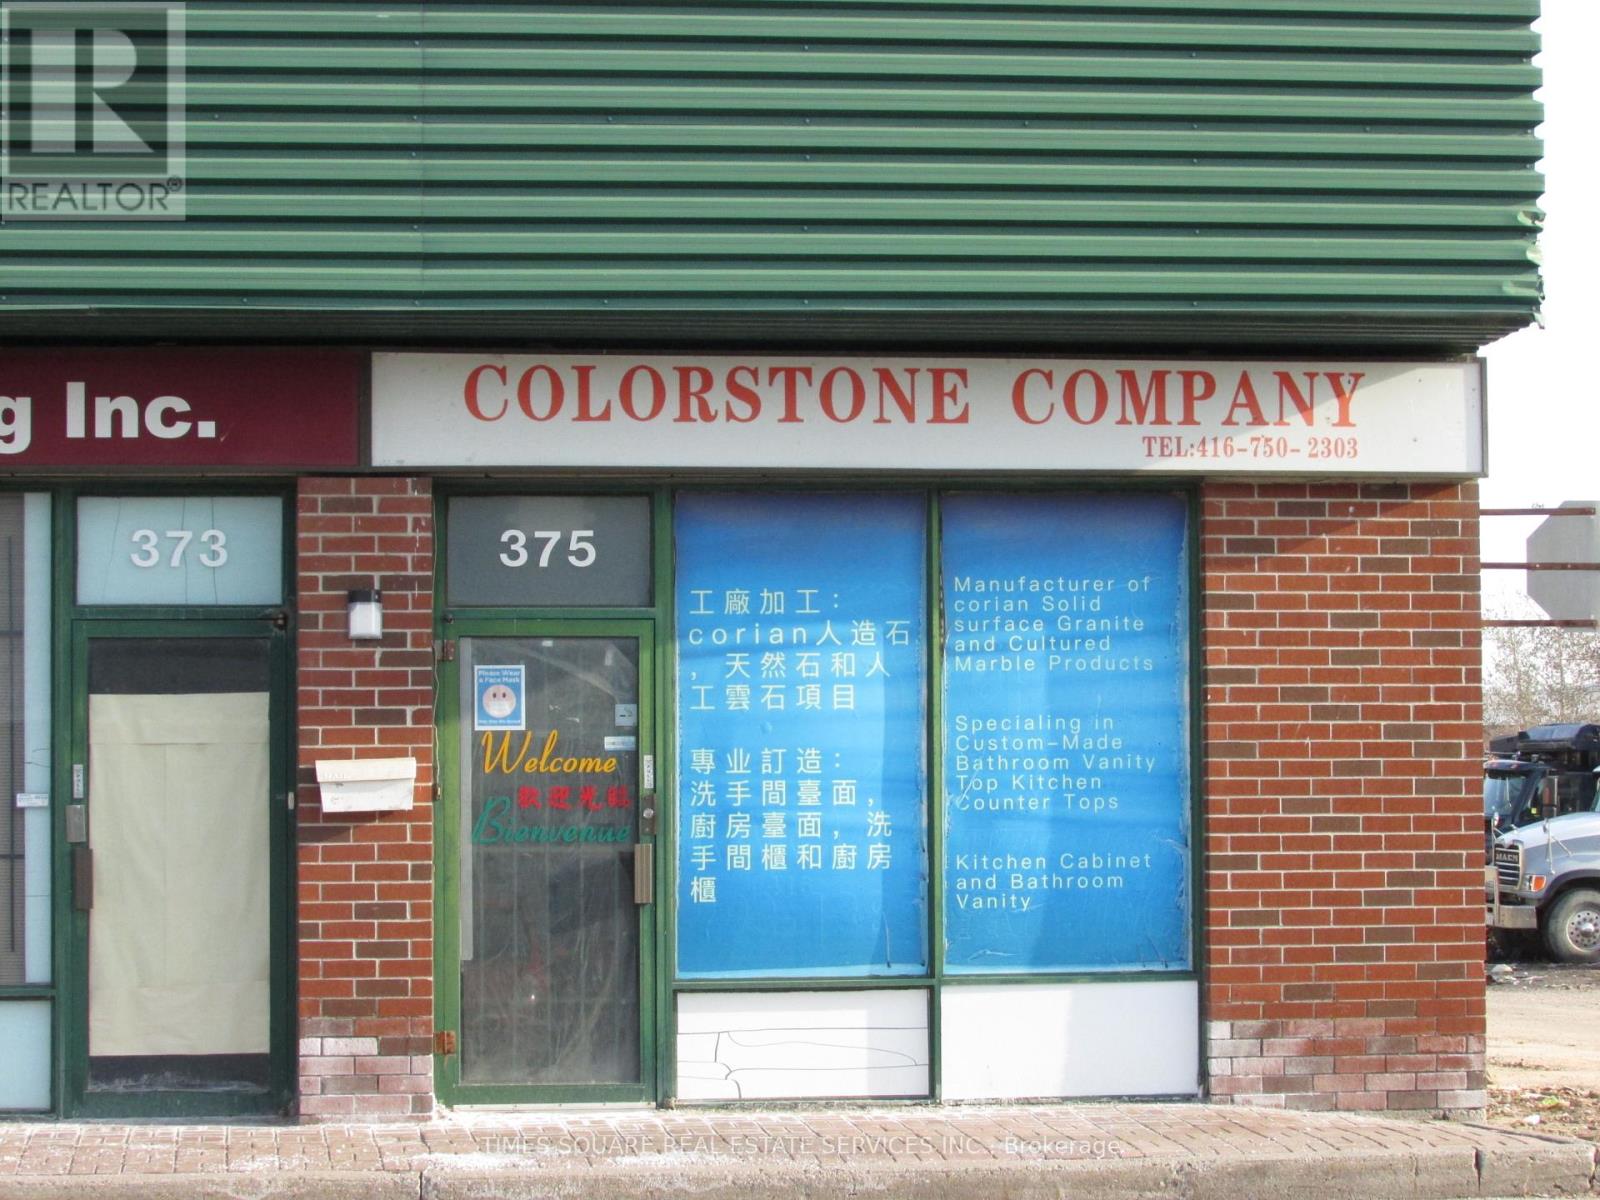 REALTOR®
g Inc.
COLORSTONE COMPANY
TEL:416-750-2303
373
375
Please Wear
a Face Mask
Welcome
歡迎光臨
Bienvenue
工廠加工：
corian人造石
，天然石和人
工雲石項目
專业訂造：
洗手間臺面，
廚房臺面，洗
手間櫃和廚房
櫃
Manufacturer of
corian Solid
surface Granite
and Cultured
Marble Products
Specialing in
Custom-Made
Bathroom Vanity
Top Kitchen
Counter Tops
Kitchen Cabinet
and Bathroom
Vanity
MACK
TIMES SQUARE REAL ESTATE SERVICES INC., Brokerage.